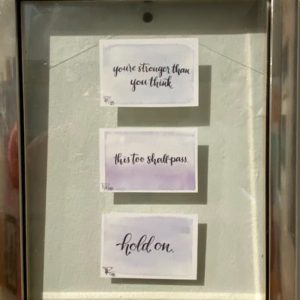 you're stronger than
you think
this too shall pass.
hold on.